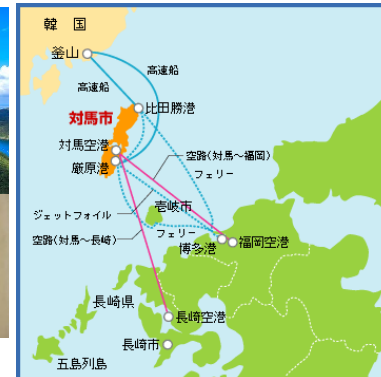 韓国
釜山
高速船
高速船
比田勝港
対馬市
対馬空港
空路(対馬～福岡)
厳原港
フェリー
ジェットフォイル
壱岐市
空路(対馬～長崎)
フェリー
博多港
福岡空港
長崎県
長崎空港
長崎市
五島列島